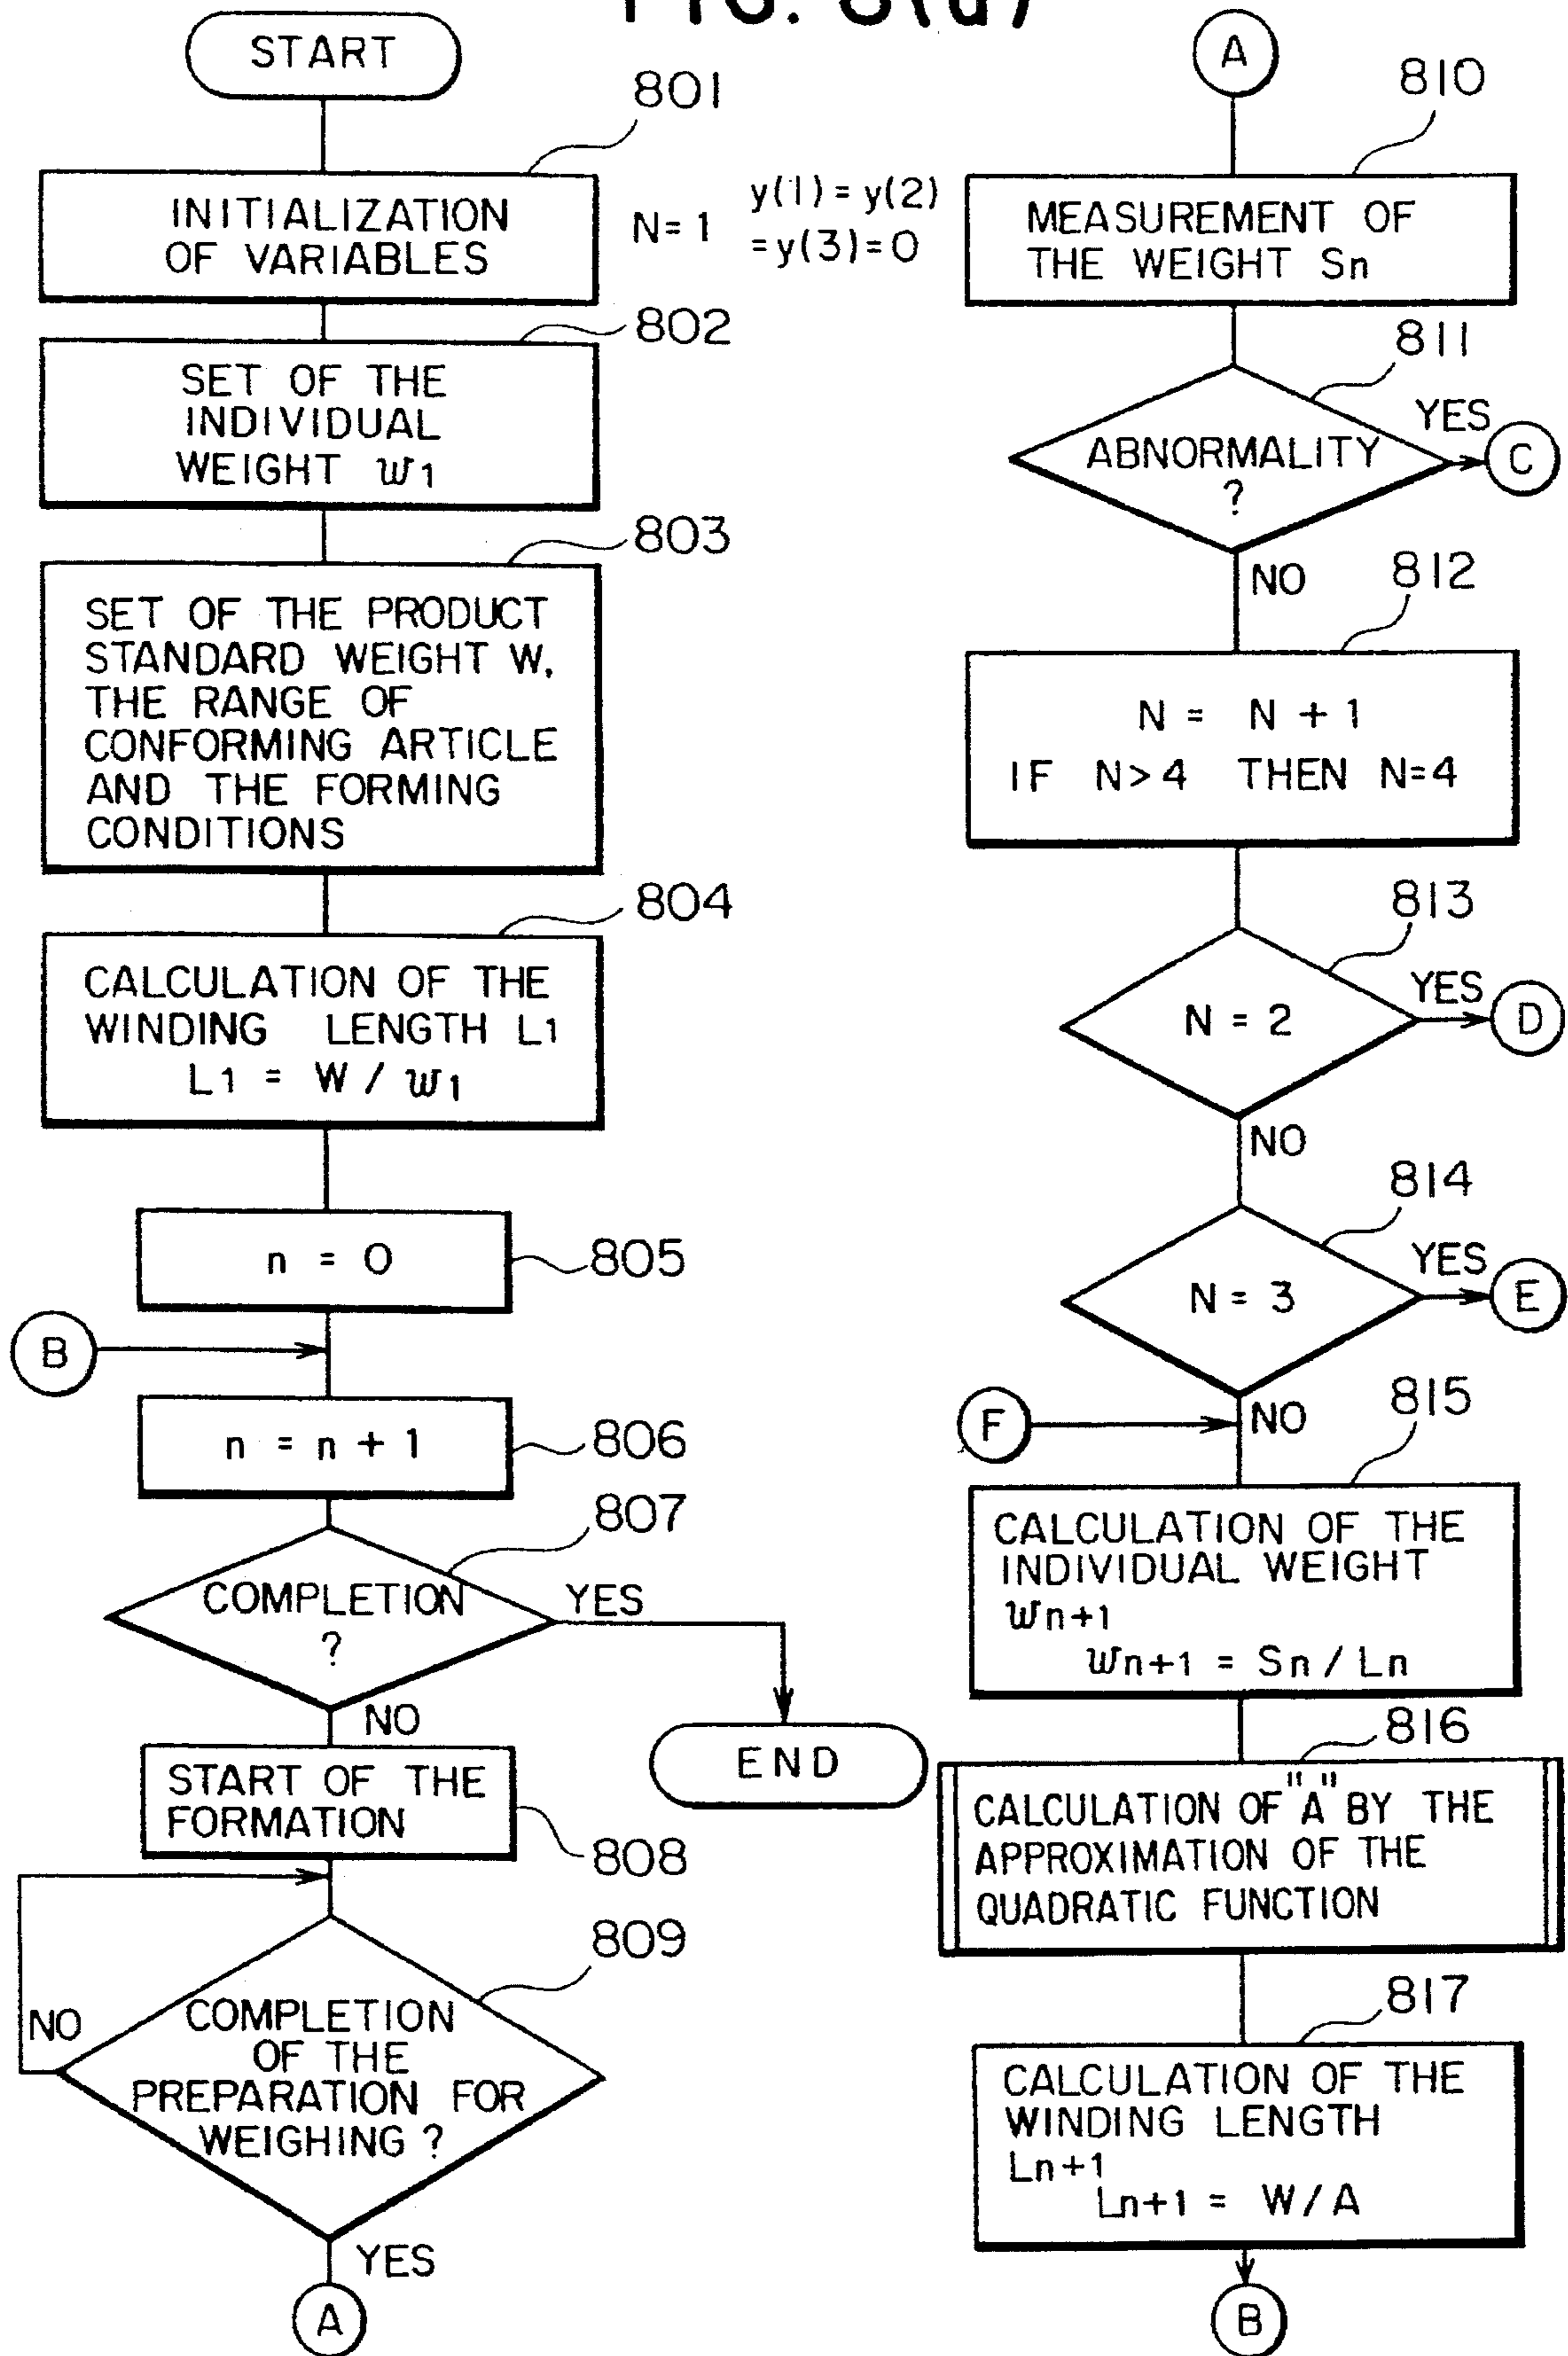 FIG. 8(a)
START
801
INITIALIZATION
OF VARIABLES
N=1
y(1)=y(2)
=y(3)=0
802
SET OF THE
INDIVIDUAL
WEIGHT w1
803
SET OF THE PRODUCT
STANDARD WEIGHT W,
THE RANGE OF
CONFORMING ARTICLE
AND THE FORMING
CONDITIONS
804
CALCULATION OF THE
WINDING LENGTH L1
L1 = W / w1
n = 0
805
B
n = n + 1
806
807
COMPLETION
?
YES
NO
END
START OF THE
FORMATION
808
809
NO
COMPLETION
OF THE
PREPARATION FOR
WEIGHING ?
YES
A
A
810
MEASUREMENT OF
THE WEIGHT Sn
811
ABNORMALITY
?
YES
C
NO
812
N = N + 1
IF N>4 THEN N=4
813
N = 2
YES
D
NO
814
N = 3
YES
E
F
NO
815
CALCULATION OF THE
INDIVIDUAL WEIGHT
wn+1
wn+1 = Sn / Ln
816
CALCULATION OF "A" BY THE
APPROXIMATION OF THE
QUADRATIC FUNCTION
817
CALCULATION OF THE
WINDING LENGTH
Ln+1
Ln+1 = W / A
B